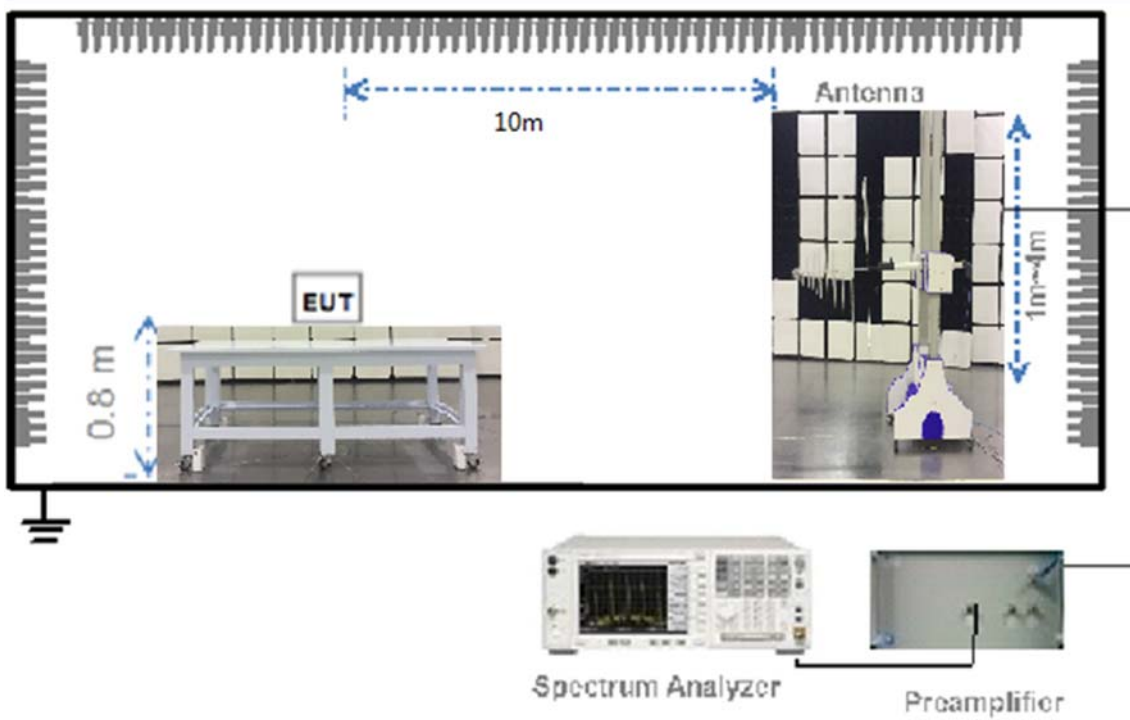 Antenna
10m
1m~4m
EUT
0.8 m
Spectrum Analyzer
Preamplifier